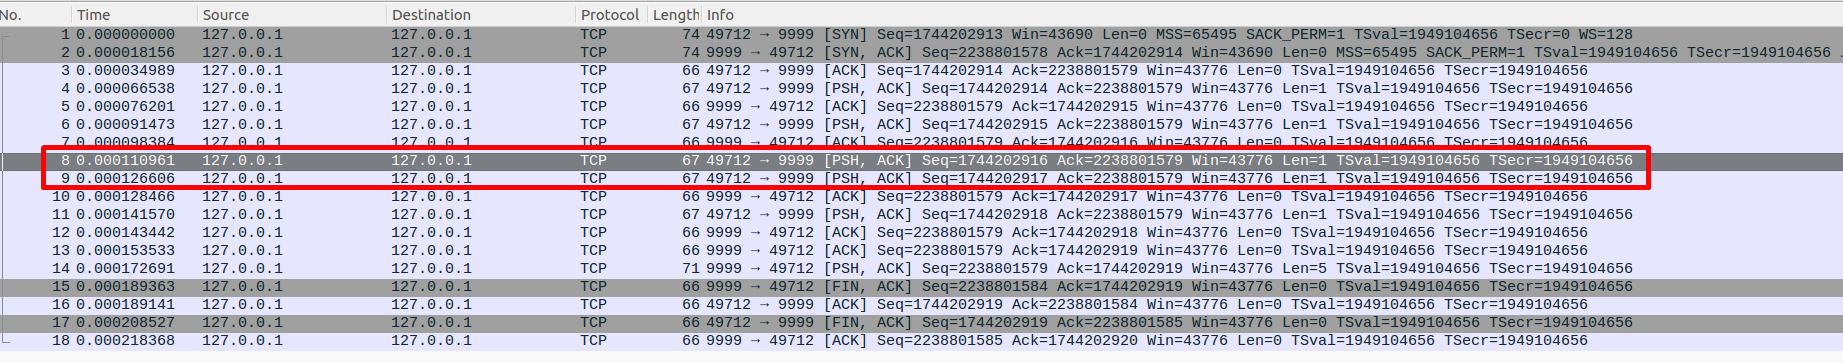 No. Time Source Destination Protocol Length Info
1 0.000000000 127.0.0.1 127.0.0.1 TCP 74 49712 → 9999 [SYN] Seq=1744202913 Win=43690 Len=0 MSS=65495 SACK_PERM=1 TSval=1949104656 TSecr=0 WS=128
2 0.000018156 127.0.0.1 127.0.0.1 TCP 74 9999 → 49712 [SYN, ACK] Seq=2238801578 Ack=1744202914 Win=43690 Len=0 MSS=65495 SACK_PERM=1 TSval=1949104656 TSecr=1949104656
3 0.000034989 127.0.0.1 127.0.0.1 TCP 66 49712 → 9999 [ACK] Seq=1744202914 Ack=2238801579 Win=43776 Len=0 TSval=1949104656 TSecr=1949104656
4 0.000066538 127.0.0.1 127.0.0.1 TCP 67 49712 → 9999 [PSH, ACK] Seq=1744202914 Ack=2238801579 Win=43776 Len=1 TSval=1949104656 TSecr=1949104656
5 0.000076201 127.0.0.1 127.0.0.1 TCP 66 9999 → 49712 [ACK] Seq=2238801579 Ack=1744202915 Win=43776 Len=0 TSval=1949104656 TSecr=1949104656
6 0.000091473 127.0.0.1 127.0.0.1 TCP 67 49712 → 9999 [PSH, ACK] Seq=1744202915 Ack=2238801579 Win=43776 Len=1 TSval=1949104656 TSecr=1949104656
7 0.000098384 127.0.0.1 127.0.0.1 TCP 66 9999 → 49712 [ACK] Seq=2238801579 Ack=1744202916 Win=43776 Len=0 TSval=1949104656 TSecr=1949104656
8 0.000110961 127.0.0.1 127.0.0.1 TCP 67 49712 → 9999 [PSH, ACK] Seq=1744202916 Ack=2238801579 Win=43776 Len=1 TSval=1949104656 TSecr=1949104656
9 0.000126606 127.0.0.1 127.0.0.1 TCP 67 49712 → 9999 [PSH, ACK] Seq=1744202917 Ack=2238801579 Win=43776 Len=1 TSval=1949104656 TSecr=1949104656
10 0.000128466 127.0.0.1 127.0.0.1 TCP 66 9999 → 49712 [ACK] Seq=2238801579 Ack=1744202917 Win=43776 Len=0 TSval=1949104656 TSecr=1949104656
11 0.000141570 127.0.0.1 127.0.0.1 TCP 67 49712 → 9999 [PSH, ACK] Seq=1744202918 Ack=2238801579 Win=43776 Len=1 TSval=1949104656 TSecr=1949104656
12 0.000143442 127.0.0.1 127.0.0.1 TCP 66 9999 → 49712 [ACK] Seq=2238801579 Ack=1744202918 Win=43776 Len=0 TSval=1949104656 TSecr=1949104656
13 0.000153533 127.0.0.1 127.0.0.1 TCP 66 9999 → 49712 [ACK] Seq=2238801579 Ack=1744202919 Win=43776 Len=0 TSval=1949104656 TSecr=1949104656
14 0.000172691 127.0.0.1 127.0.0.1 TCP 71 9999 → 49712 [PSH, ACK] Seq=2238801579 Ack=1744202919 Win=43776 Len=5 TSval=1949104656 TSecr=1949104656
15 0.000189363 127.0.0.1 127.0.0.1 TCP 66 9999 → 49712 [FIN, ACK] Seq=2238801584 Ack=1744202919 Win=43776 Len=0 TSval=1949104656 TSecr=1949104656
16 0.000189141 127.0.0.1 127.0.0.1 TCP 66 49712 → 9999 [ACK] Seq=1744202919 Ack=2238801584 Win=43776 Len=0 TSval=1949104656 TSecr=1949104656
17 0.000208527 127.0.0.1 127.0.0.1 TCP 66 49712 → 9999 [FIN, ACK] Seq=1744202919 Ack=2238801585 Win=43776 Len=0 TSval=1949104656 TSecr=1949104656
18 0.000218368 127.0.0.1 127.0.0.1 TCP 66 9999 → 49712 [ACK] Seq=2238801585 Ack=1744202920 Win=43776 Len=0 TSval=1949104656 TSecr=1949104656